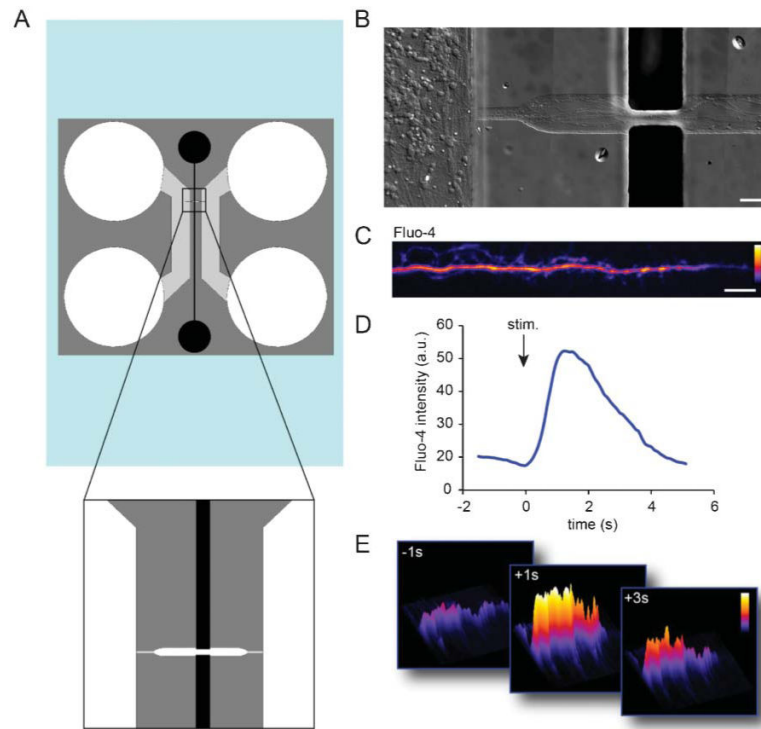 A
B
C
Fluo-4
D
stim.
Fluo-4 intensity (a.u.)
60
50
40
30
20
10
0
-2
0
2
4
6
time (s)
E
-1s
+1s
+3s